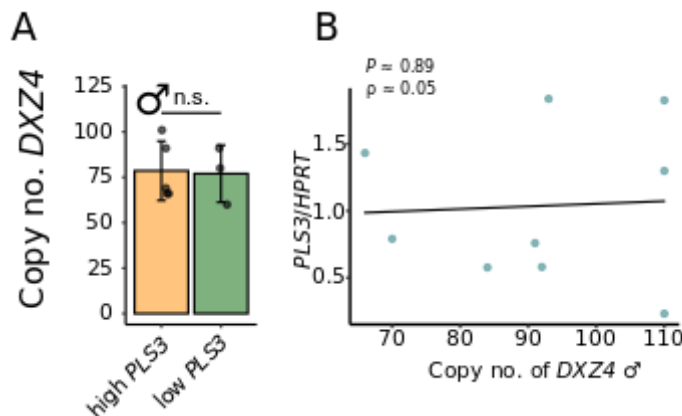 A
Copy no. DXZ4
125
100
75
50
25
0
♂
n.s.
high PLS3
low PLS3
B
P = 0.89
ρ = 0.05
PLS3/HPRT
1.5
1.0
0.5
70 80 90 100 110
Copy no. of DXZ4 ♂